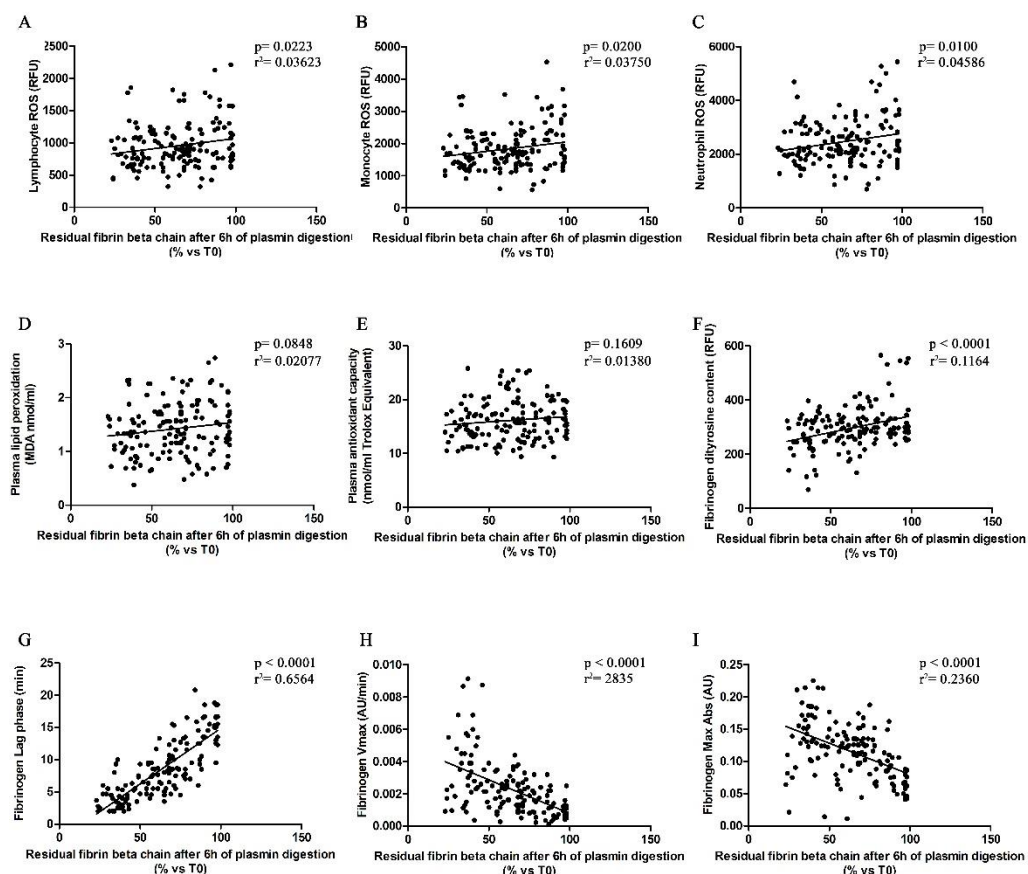 A
p= 0.0223
r2= 0.03623
Lymphocyte ROS (RFU)
2500
2000
1500
1000
500
0
0 50 100 150
Residual fibrin beta chain after 6h of plasmin digestion
(% vs T0)
B
p= 0.0200
r2= 0.03750
Monocyte ROS (RFU)
5000
4000
3000
2000
1000
0
0 50 100 150
Residual fibrin beta chain after 6h of plasmin digestion
(% vs T0)
C
p= 0.0100
r2= 0.04586
Neutrophil ROS (RFU)
6000
4000
2000
0
0 50 100 150
Residual fibrin beta chain after 6h of plasmin digestion
(% vs T0)
D
p= 0.0848
r2= 0.02077
Plasma lipid peroxidation
(MDA nmol/ml)
3
2
1
0
0 50 100 150
Residual fibrin beta chain after 6h of plasmin digestion
(% vs T0)
E
p= 0.1609
r2= 0.01380
Plasma antioxidant capacity
(nmol/ml Trolox Equivalent)
30
20
10
0
0 50 100 150
Residual fibrin beta chain after 6h of plasmin digestion
(% vs T0)
F
p < 0.0001
r2= 0.1164
Fibrinogen dityrosine content (RFU)
600
400
200
0
0 50 100 150
Residual fibrin beta chain after 6h of plasmin digestion
(% vs T0)
G
p < 0.0001
r2= 0.6564
Fibrinogen Lag phase (min)
25
20
15
10
5
0
0 50 100 150
Residual fibrin beta chain after 6h of plasmin digestion
(% vs T0)
H
p < 0.0001
r2= 2835
Fibrinogen Vmax (AU/min)
0.010
0.008
0.006
0.004
0.002
0.000
0 50 100 150
Residual fibrin beta chain after 6h of plasmin digestion
(% vs T0)
I
p < 0.0001
r2= 0.2360
Fibrinogen Max Abs (AU)
0.25
0.20
0.15
0.10
0.05
0.00
0 50 100 150
Residual fibrin beta chain after 6h of plasmin digestion
(% vs T0)